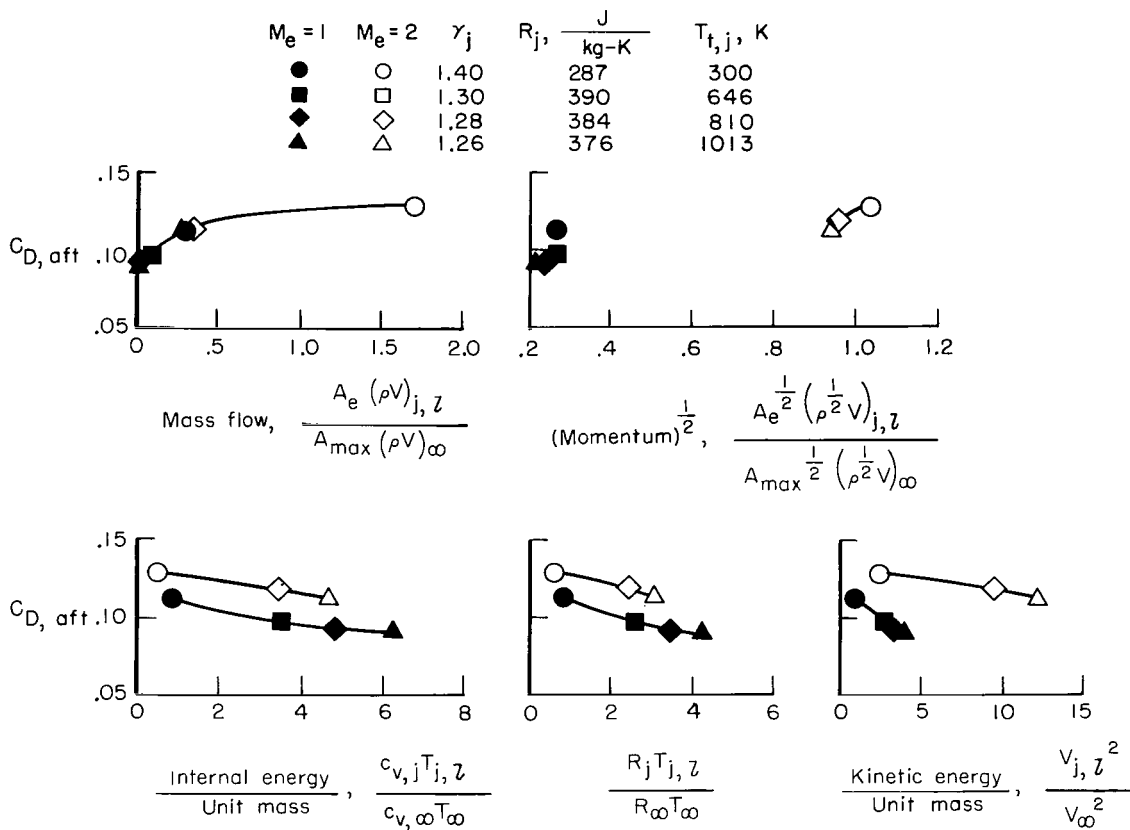 M_e = 1 M_e = 2 γ_j R_j, J/kg-K T_t,j, K
1.40 287 300
1.30 390 646
1.28 384 810
1.26 376 1013
.15
C_D, aft .10
.05
0 .5 1.0 1.5 2.0
Mass flow, A_e (ρV)_j,l / A_max (ρV)_∞
.2 .4 .6 .8 1.0 1.2
(Momentum)^1/2, A_e^1/2 (ρ^1/2 V)_j,l / A_max^1/2 (ρ^1/2 V)_∞
.15
C_D, aft .10
.05
0 2 4 6 8
Internal energy / Unit mass, c_v,j T_j,l / c_v,∞ T_∞
0 2 4 6
R_j T_j,l / R_∞ T_∞
0 5 10 15
Kinetic energy / Unit mass, V_j,l^2 / V_∞^2